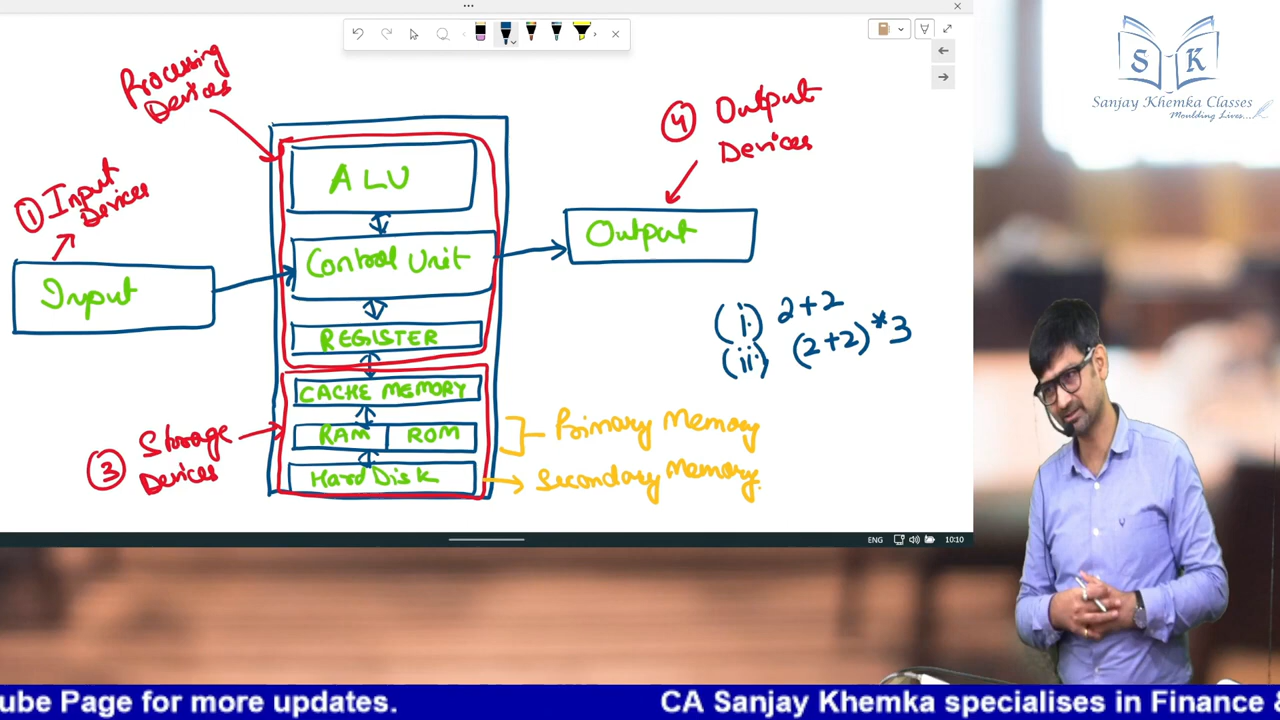 S K
Sanjay Khemka Classes
Moulding Lives...
Processing
Devices
④ Output
Devices
① Input
Devices
ALU
Control Unit
REGISTER
CACHE MEMORY
RAM ROM
Hard Disk
Input
Output
(i) 2+2
(ii) (2+2)*3
③ Storage
Devices
Primary Memory
Secondary Memory.
ENG 10:10
ube Page for more updates. CA Sanjay Khemka specialises in Finance &